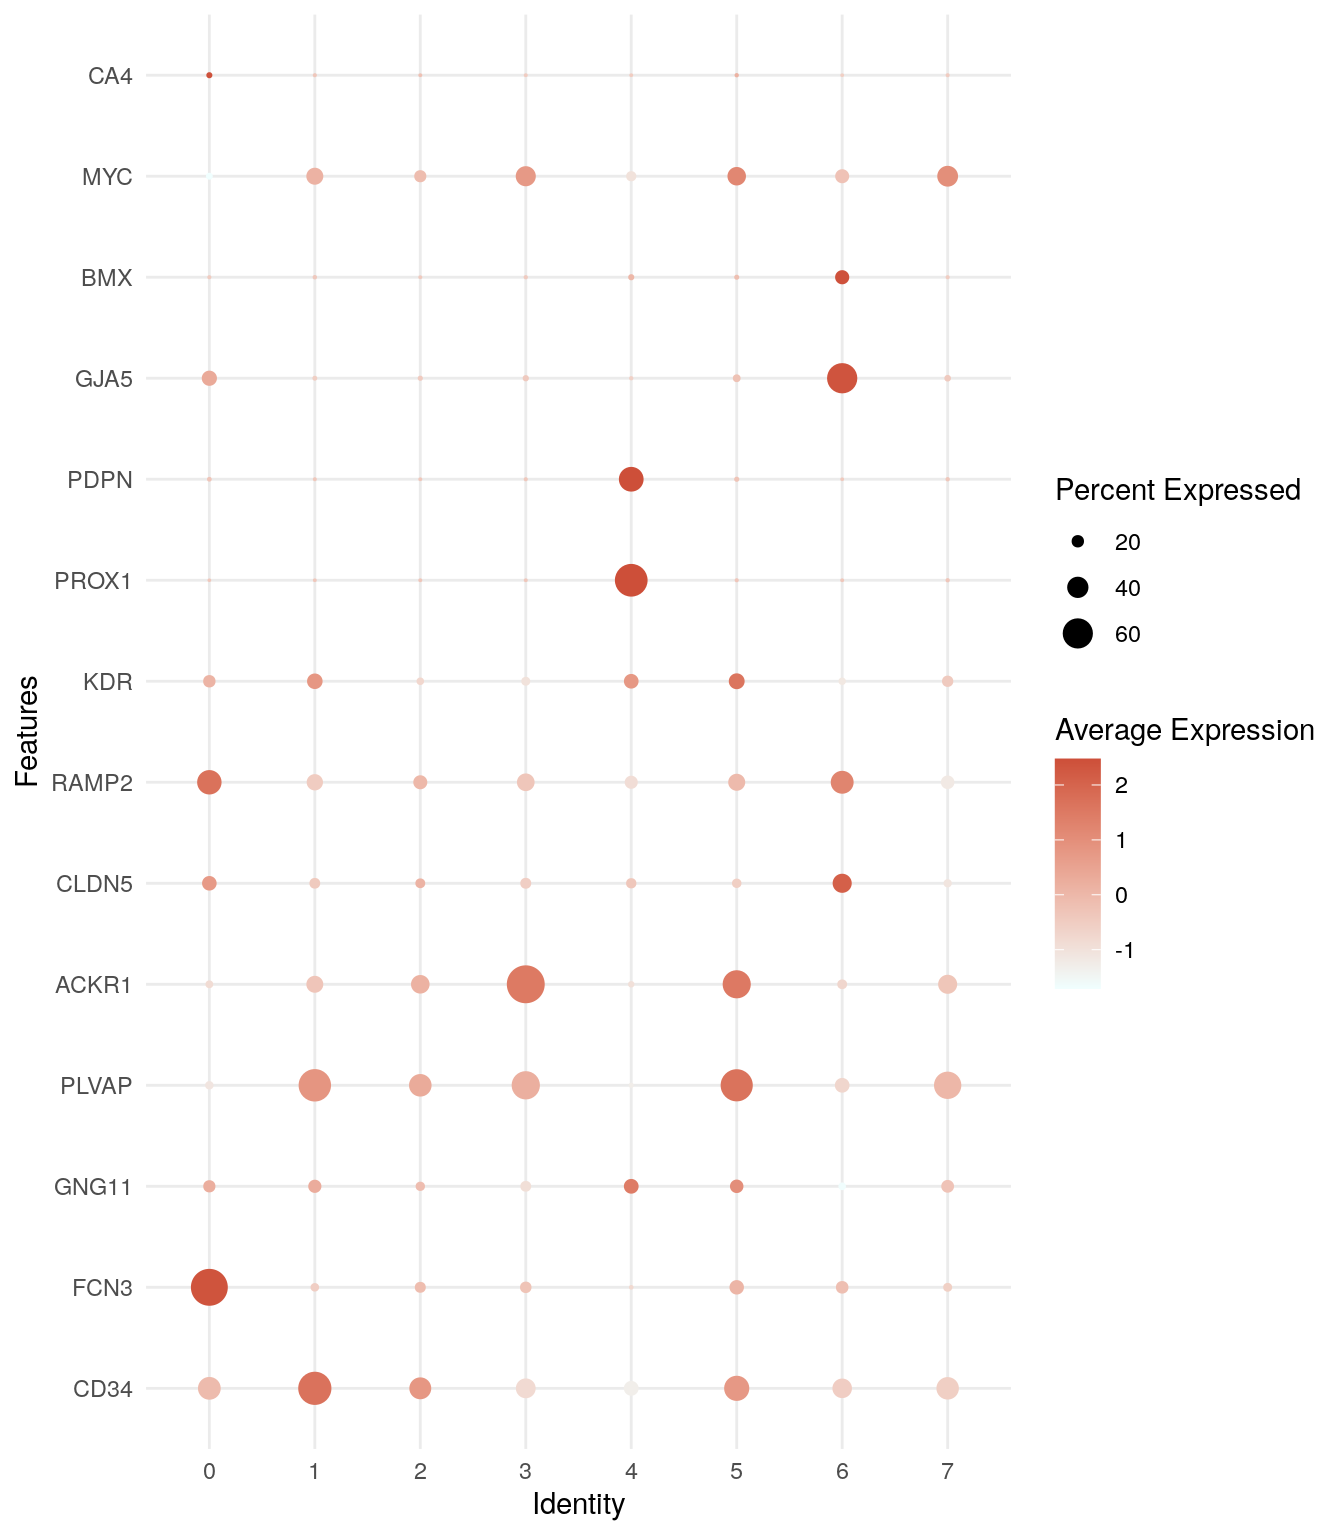 CA4
MYC
BMX
GJA5
PDPN
PROX1
KDR
RAMP2
CLDN5
ACKR1
PLVAP
GNG11
FCN3
CD34
Features
0 1 2 3 4 5 6 7
Identity
Percent Expressed
20
40
60
Average Expression
2
1
0
-1